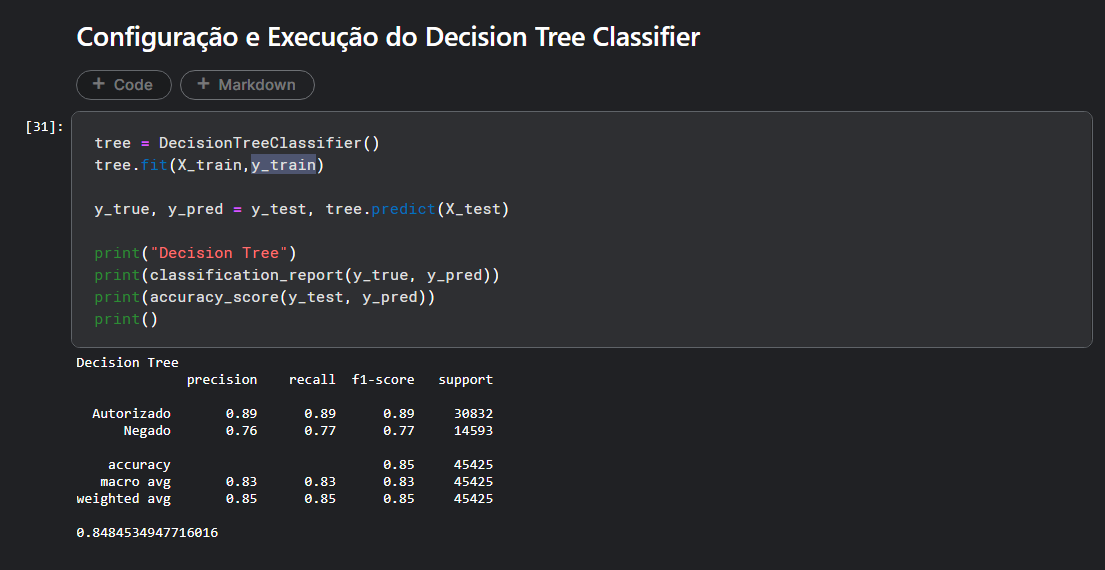 Configuração e Execução do Decision Tree Classifier
+ Code + Markdown
[31]:
tree = DecisionTreeClassifier()
tree.fit(X_train,y_train)
y_true, y_pred = y_test, tree.predict(X_test)
print("Decision Tree")
print(classification_report(y_true, y_pred))
print(accuracy_score(y_test, y_pred))
print()
Decision Tree
precision recall f1-score support
Autorizado 0.89 0.89 0.89 30832
Negado 0.76 0.77 0.77 14593
accuracy 0.85 45425
macro avg 0.83 0.83 0.83 45425
weighted avg 0.85 0.85 0.85 45425
0.8484534947716016